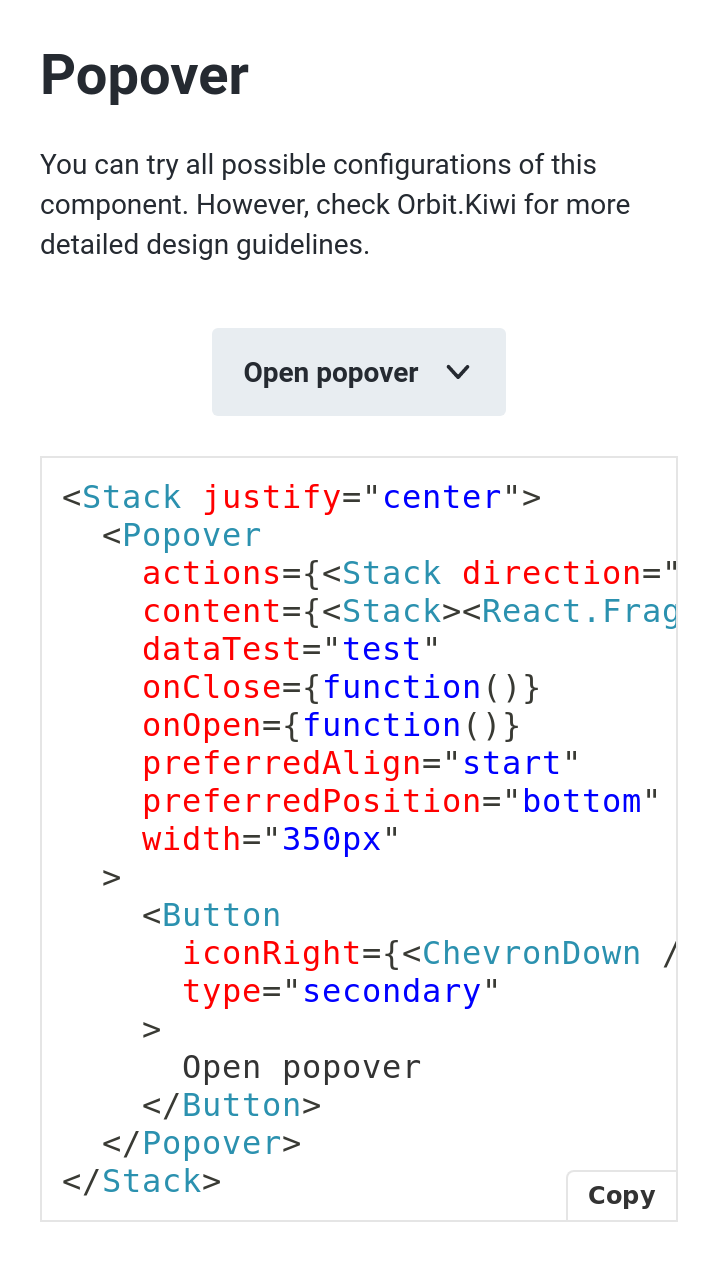 Popover
You can try all possible configurations of this
component. However, check Orbit.Kiwi for more
detailed design guidelines.
Open popover
<Stack justify="center">
<Popover
actions={<Stack direction="
content={<Stack><React.Frag
dataTest="test"
onClose={function()}
onOpen={function()}
preferredAlign="start"
preferredPosition="bottom"
width="350px"
>
<Button
iconRight={<ChevronDown /
type="secondary"
>
Open popover
</Button>
</Popover>
</Stack>
Copy